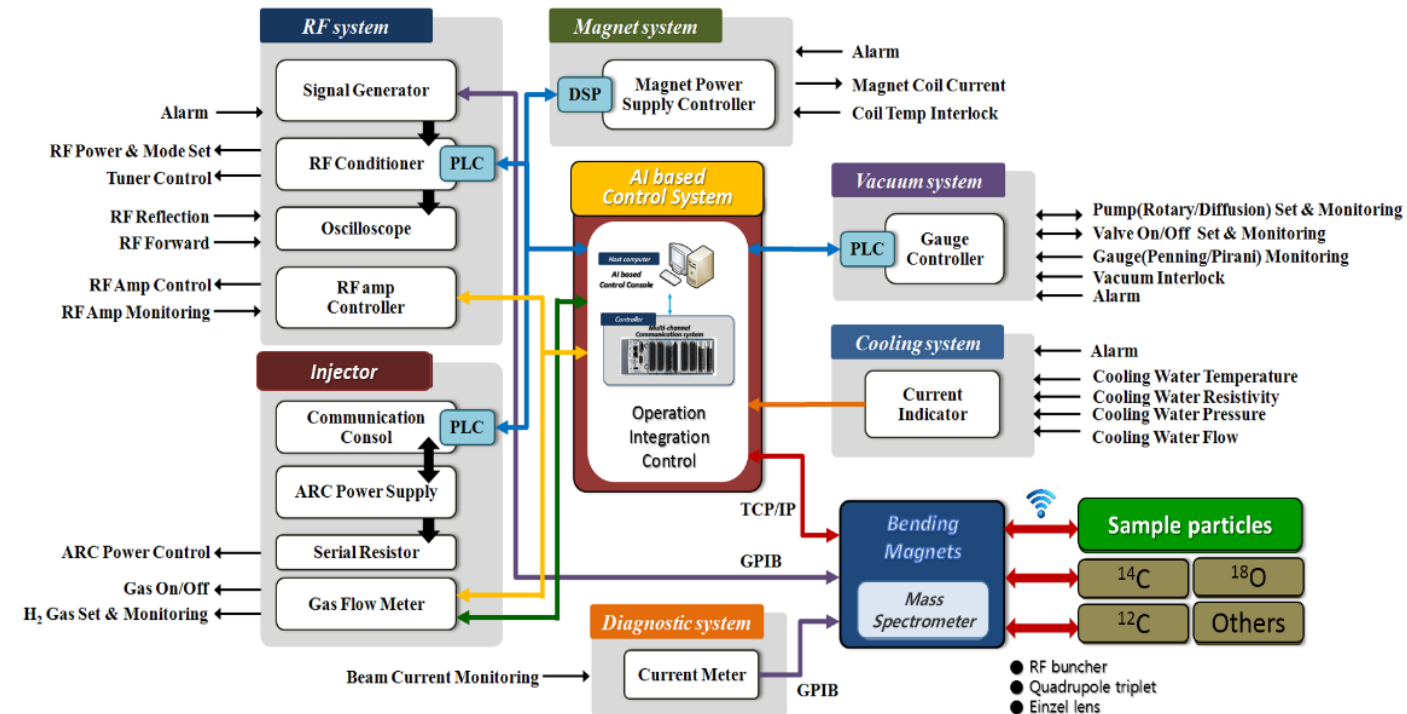 RF system
Signal Generator
Alarm
RF Power & Mode Set
RF Conditioner
PLC
Tuner Control
RF Reflection
Oscilloscope
RF Forward
RF Amp Control
RF amp
Controller
RF Amp Monitoring
Injector
Communication
Consol
PLC
ARC Power Supply
Serial Resistor
ARC Power Control
Gas On/Off
Gas Flow Meter
H₂ Gas Set & Monitoring
Magnet system
DSP
Magnet Power
Supply Controller
Alarm
Magnet Coil Current
Coil Temp Interlock
AI based
Control System
Host computer
AI based
Control Console
Controller
Multi-channel
Communication system
Operation
Integration
Control
Vacuum system
PLC
Gauge
Controller
Pump(Rotary/Diffusion) Set & Monitoring
Valve On/Off Set & Monitoring
Gauge(Penning/Pirani) Monitoring
Vacuum Interlock
Alarm
Cooling system
Current
Indicator
Alarm
Cooling Water Temperature
Cooling Water Resistivity
Cooling Water Pressure
Cooling Water Flow
TCP/IP
GPIB
Bending
Magnets
Mass
Spectrometer
Sample particles
¹⁴C
¹⁸O
¹²C
Others
Diagnostic system
Current Meter
Beam Current Monitoring
GPIB
● RF buncher
● Quadrupole triplet
● Einzel lens